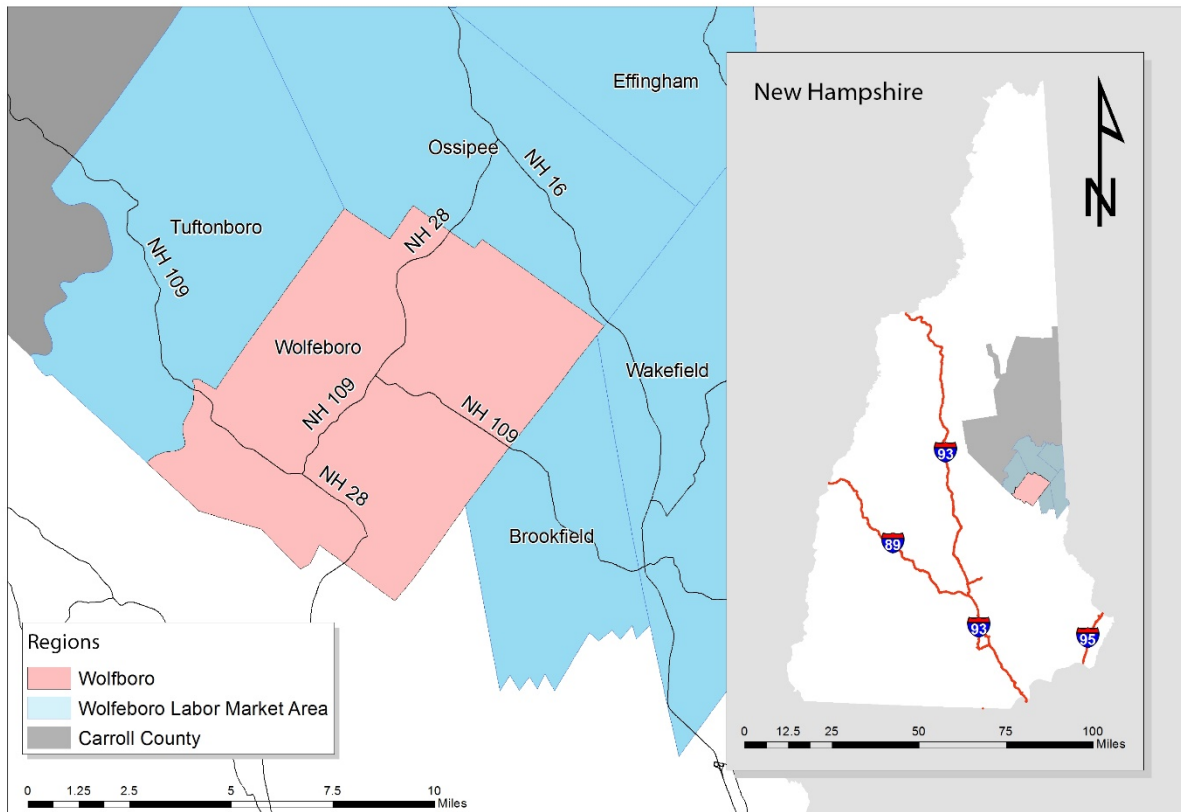 Effingham
New Hampshire
Ossipee
NH 16
N
Tuftonboro
NH 28
NH 109
Wolfeboro
Wakefield
NH 109
NH 109
93
NH 28
Brookfield
89
93
95
Regions
Wolfboro
Wolfeboro Labor Market Area
Carroll County
0 12.5 25 50 75 100
Miles
0 1.25 2.5 5 7.5 10
Miles